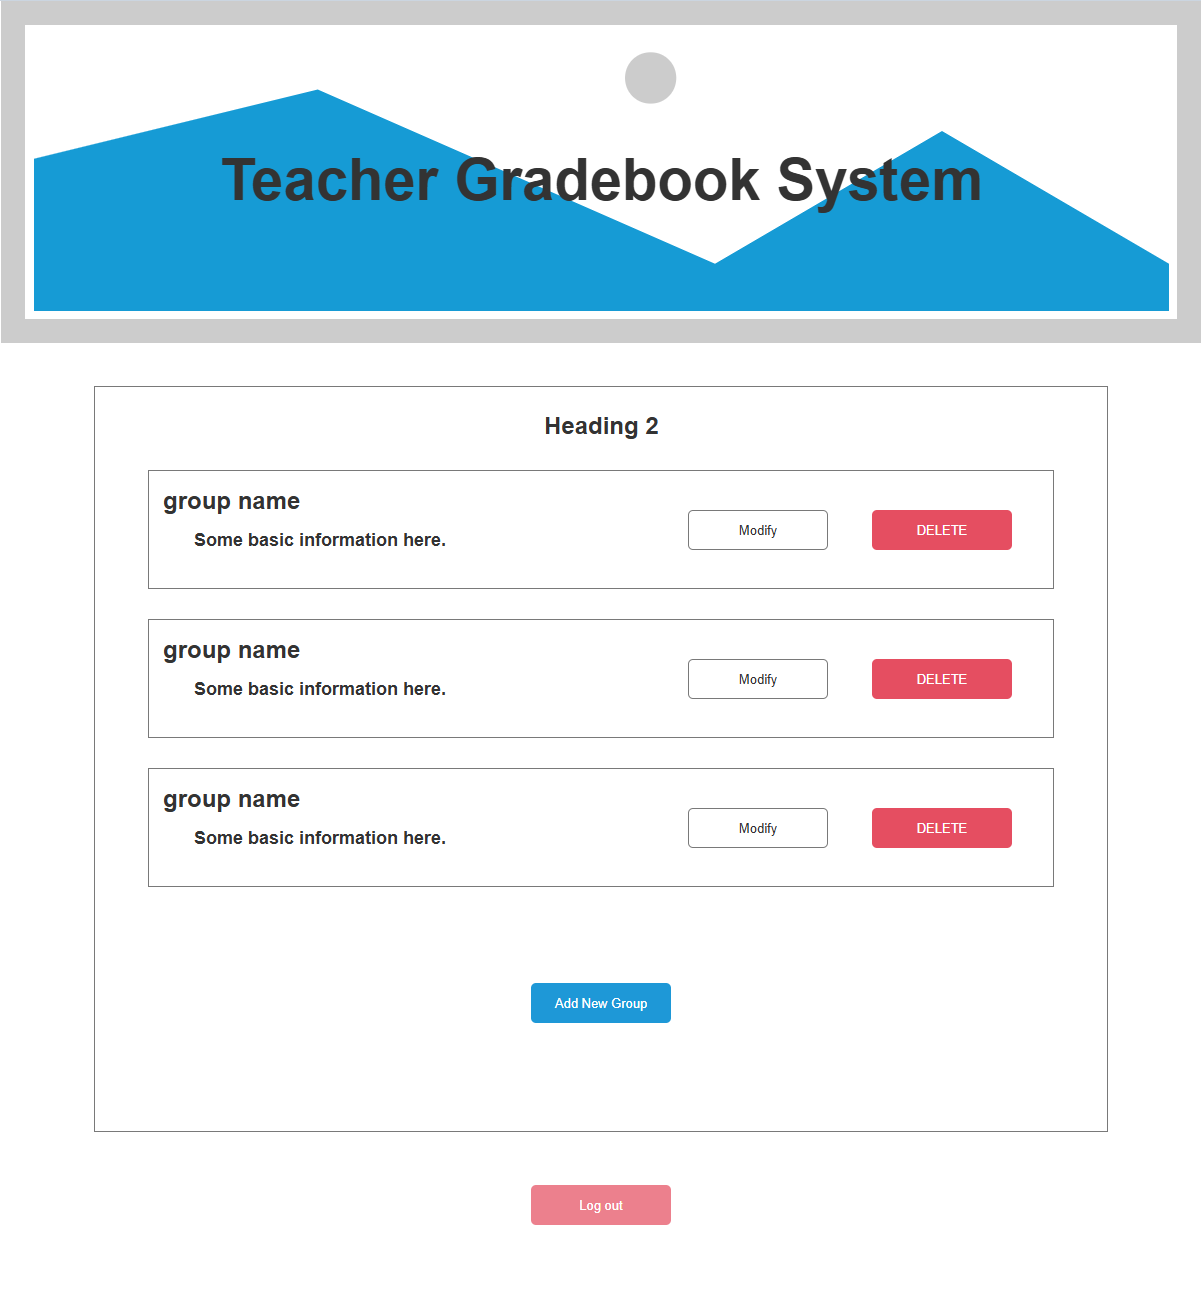 Teacher Gradebook System
Heading 2
group name
Some basic information here.
Modify
DELETE
group name
Some basic information here.
Modify
DELETE
group name
Some basic information here.
Modify
DELETE
Add New Group
Log out